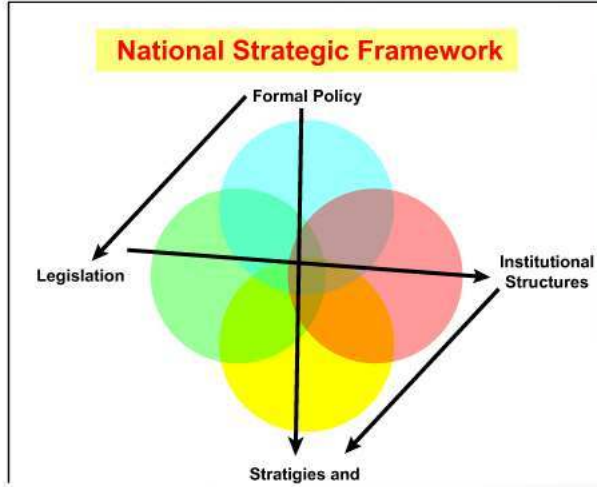 National Strategic Framework
Formal Policy
Legislation
Institutional
Structures
Stratigies and